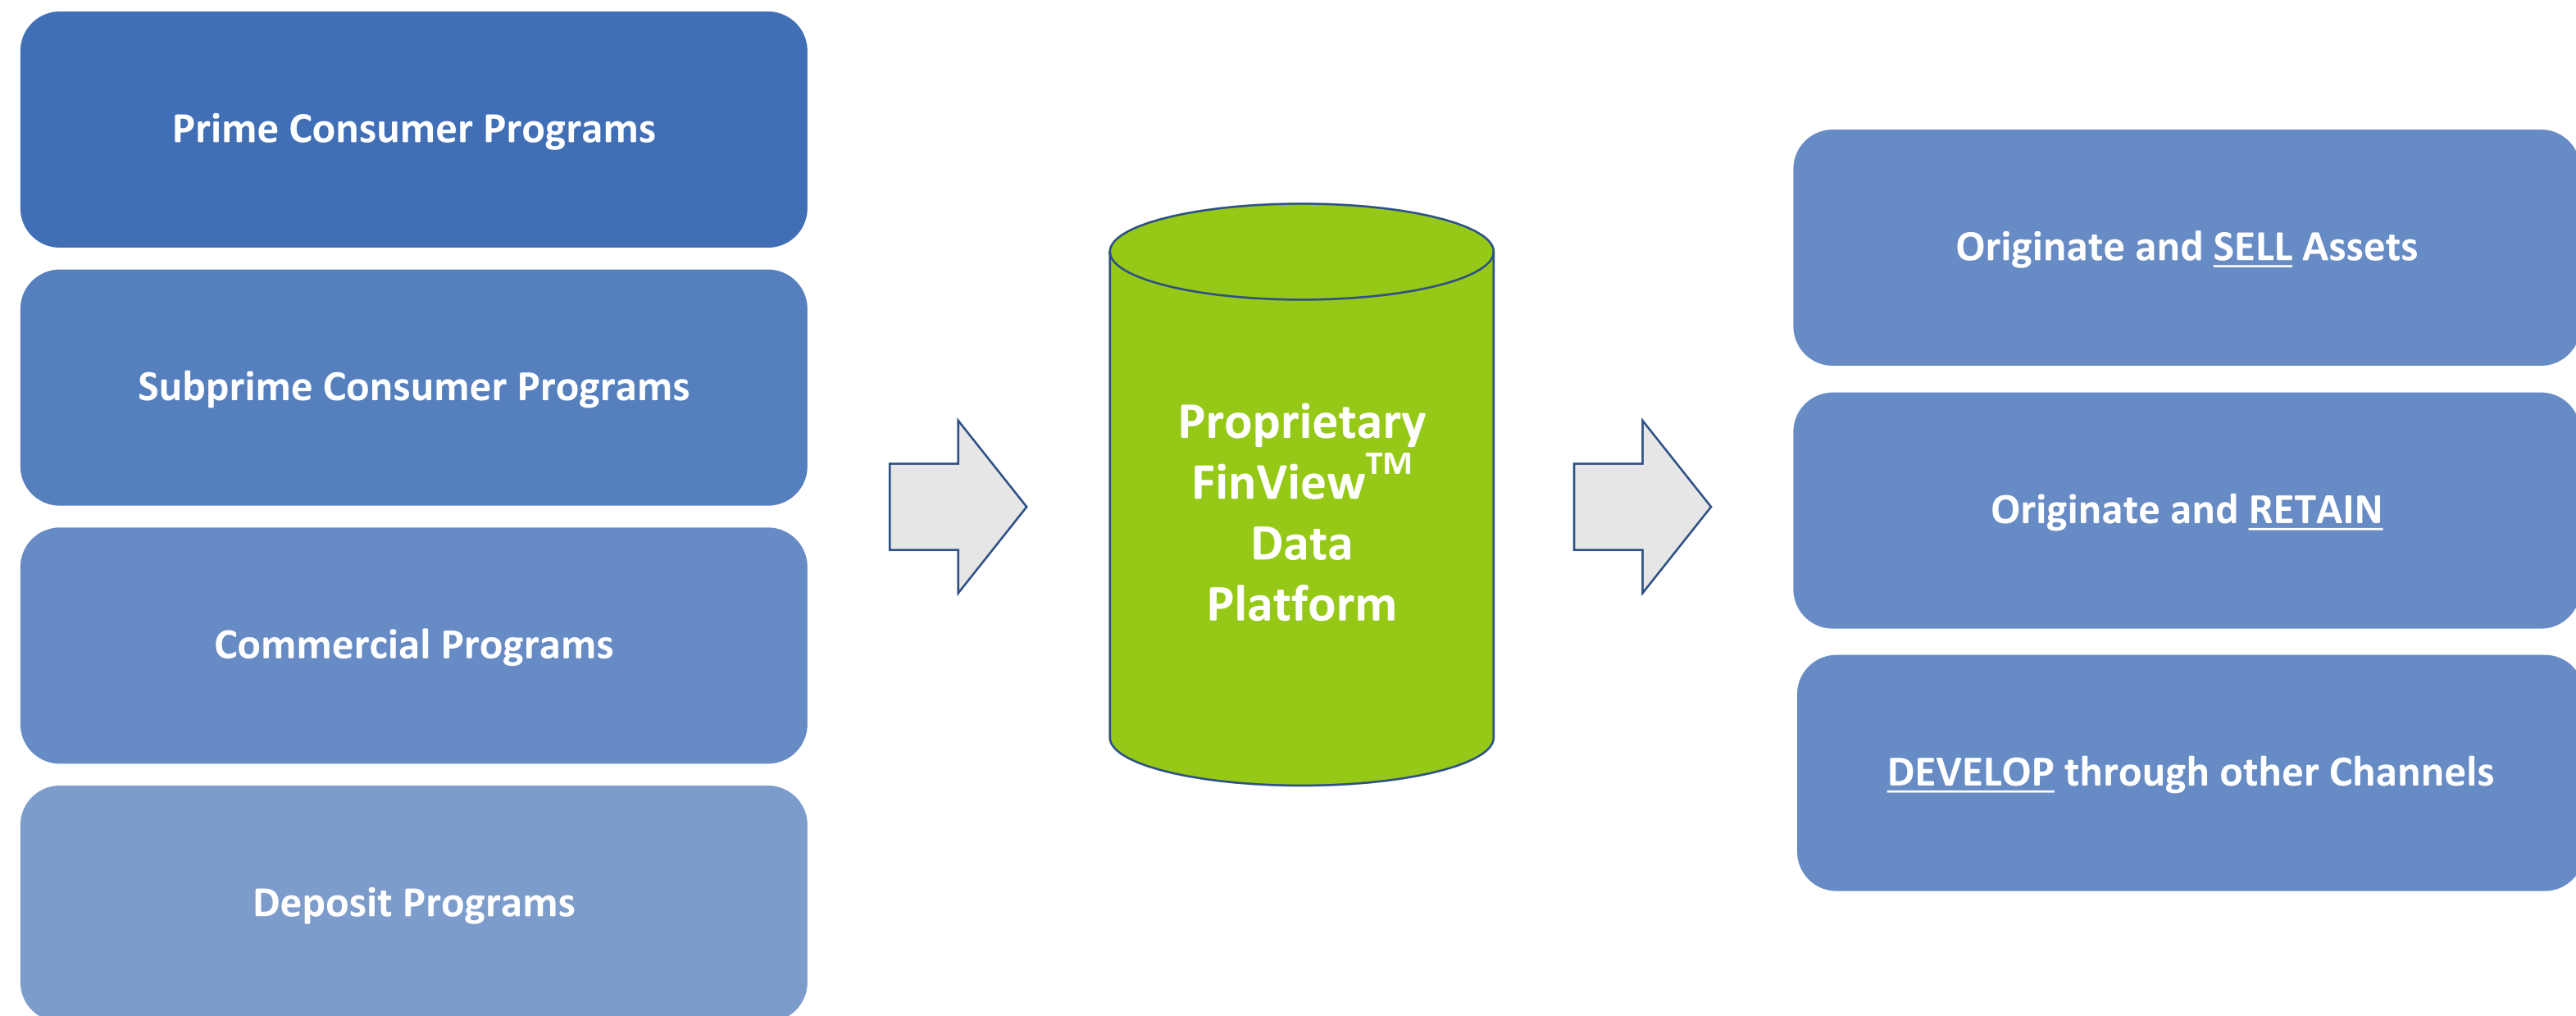 Prime Consumer Programs
Subprime Consumer Programs
Commercial Programs
Deposit Programs
Proprietary
FinView™
Data
Platform
Originate and SELL Assets
Originate and RETAIN
DEVELOP through other Channels